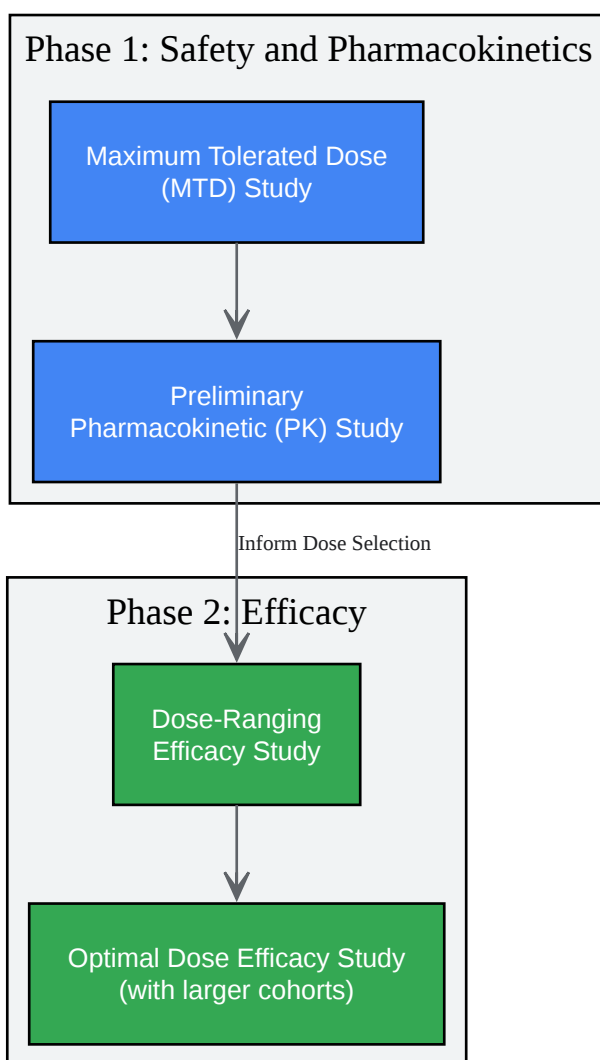 Phase 1: Safety and Pharmacokinetics
Maximum Tolerated Dose
(MTD) Study
Preliminary
Pharmacokinetic (PK) Study
Inform Dose Selection
Phase 2: Efficacy
Dose-Ranging
Efficacy Study
Optimal Dose Efficacy Study
(with larger cohorts)